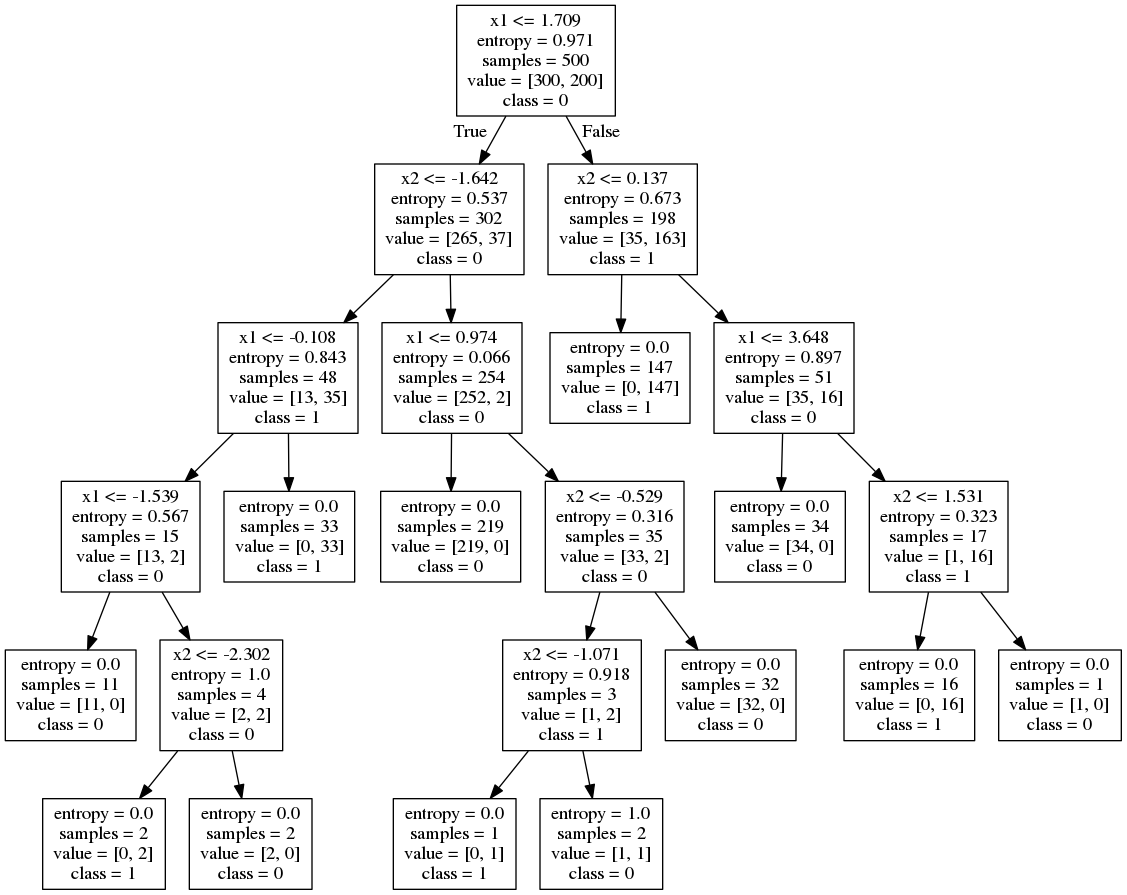 x1 <= 1.709
entropy = 0.971
samples = 500
value = [300, 200]
class = 0
True
False
x2 <= -1.642
entropy = 0.537
samples = 302
value = [265, 37]
class = 0
x2 <= 0.137
entropy = 0.673
samples = 198
value = [35, 163]
class = 1
x1 <= -0.108
entropy = 0.843
samples = 48
value = [13, 35]
class = 1
x1 <= 0.974
entropy = 0.066
samples = 254
value = [252, 2]
class = 0
entropy = 0.0
samples = 147
value = [0, 147]
class = 1
x1 <= 3.648
entropy = 0.897
samples = 51
value = [35, 16]
class = 0
x1 <= -1.539
entropy = 0.567
samples = 15
value = [13, 2]
class = 0
entropy = 0.0
samples = 33
value = [0, 33]
class = 1
entropy = 0.0
samples = 219
value = [219, 0]
class = 0
x2 <= -0.529
entropy = 0.316
samples = 35
value = [33, 2]
class = 0
entropy = 0.0
samples = 34
value = [34, 0]
class = 0
x2 <= 1.531
entropy = 0.323
samples = 17
value = [1, 16]
class = 1
entropy = 0.0
samples = 11
value = [11, 0]
class = 0
x2 <= -2.302
entropy = 1.0
samples = 4
value = [2, 2]
class = 0
x2 <= -1.071
entropy = 0.918
samples = 3
value = [1, 2]
class = 1
entropy = 0.0
samples = 32
value = [32, 0]
class = 0
entropy = 0.0
samples = 16
value = [0, 16]
class = 1
entropy = 0.0
samples = 1
value = [1, 0]
class = 0
entropy = 0.0
samples = 2
value = [0, 2]
class = 1
entropy = 0.0
samples = 2
value = [2, 0]
class = 0
entropy = 0.0
samples = 1
value = [0, 1]
class = 1
entropy = 1.0
samples = 2
value = [1, 1]
class = 0